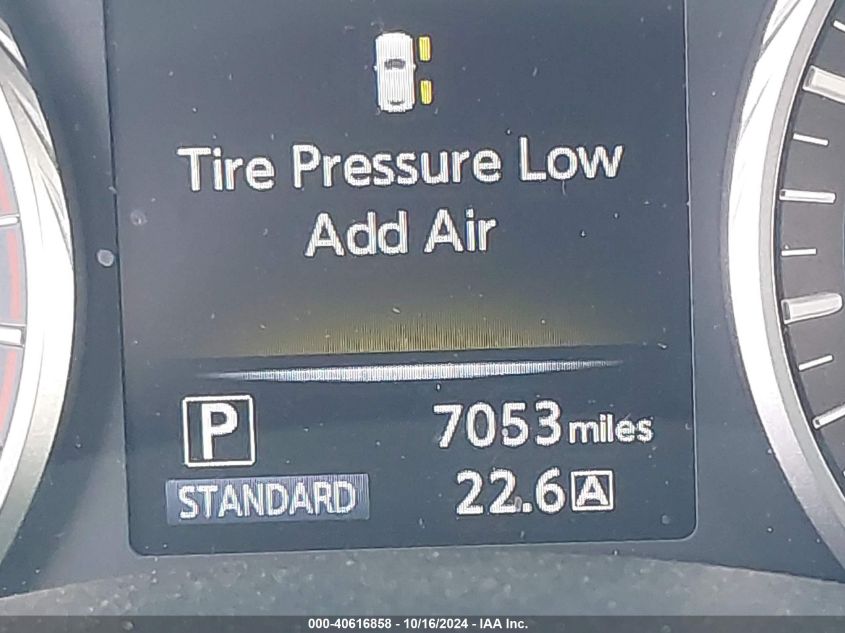 Tire Pressure Low
Add Air
P 7053 miles
STANDARD 22.6 A
000-40616858 - 10/16/2024 - IAA Inc.